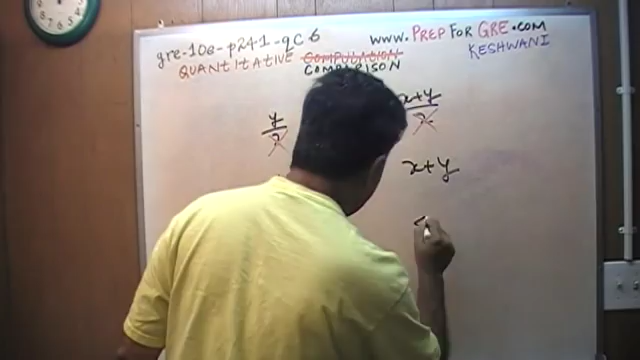 gre-10e-p241-qc6
WWW.PREP FOR GRE.COM
QUANTITATIVE COMPUTATION
KESHWANI
COMPARISON
y/x
x+y/x
x+y